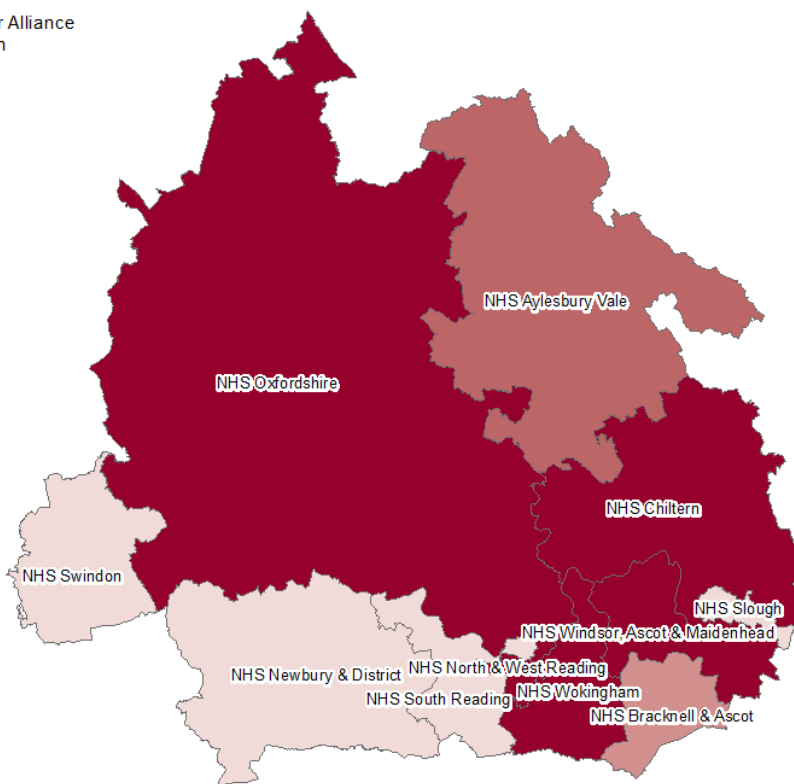 r Alliance
NHS Aylesbury Vale
NHS Oxfordshire
NHS Chiltern
NHS Swindon
NHS Slough
NHS Windsor, Ascot & Maidenhead
NHS North & West Reading
NHS Newbury & District
NHS Wokingham
NHS South Reading
NHS Bracknell & Ascot